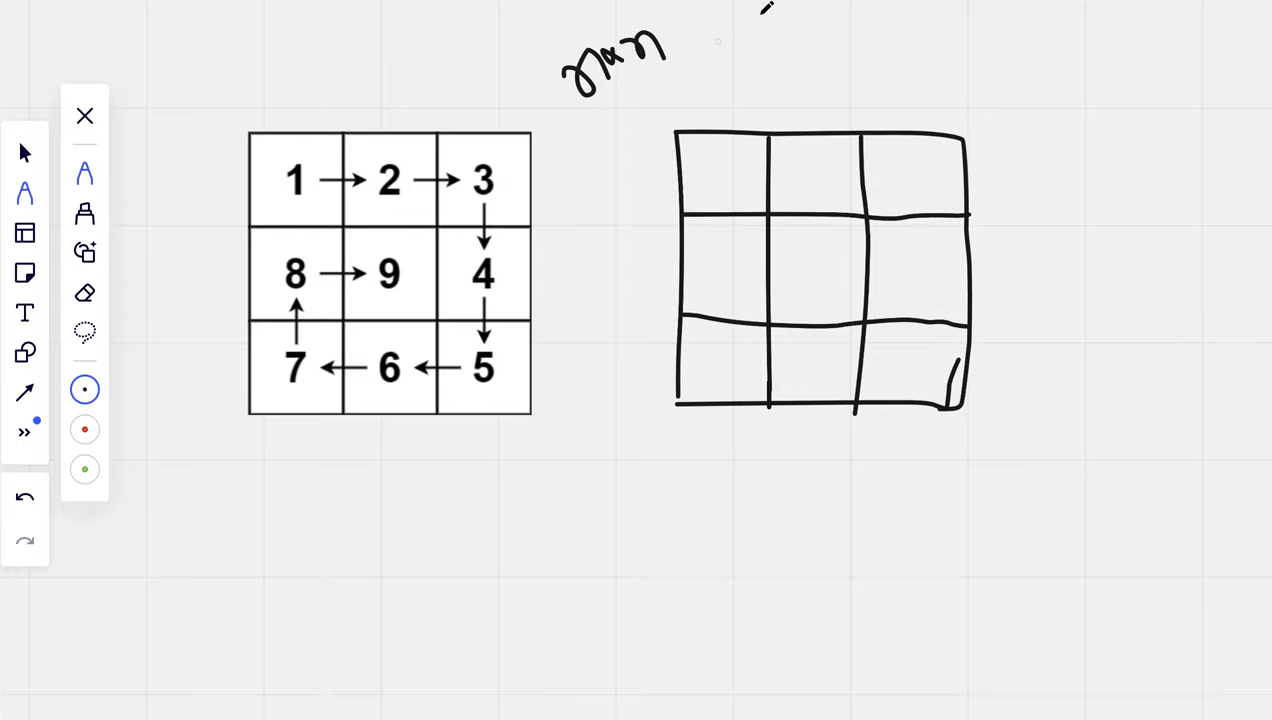 n×n
1 → 2 → 3
8 → 9 4
7 ← 6 ← 5
T